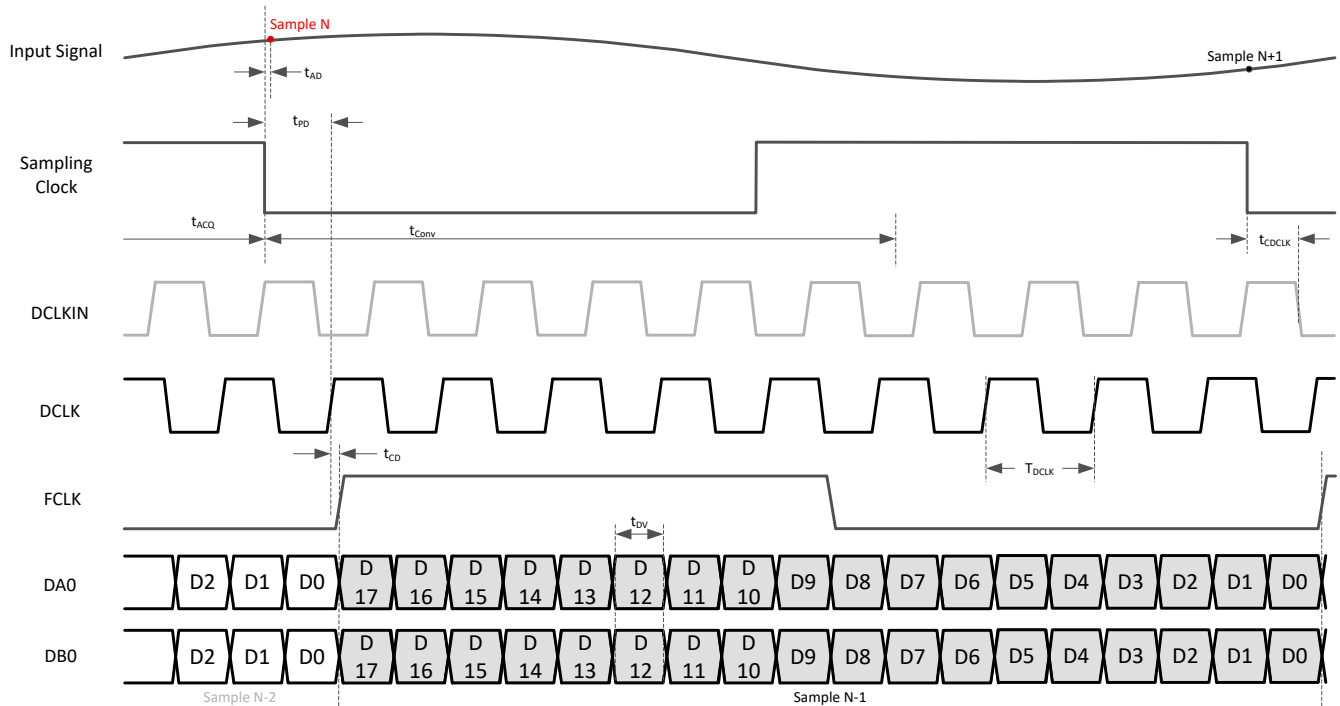 Sample N
Input Signal
Sample N+1
tAD
tPD
Sampling
Clock
tACQ
tConv
tCDCLK
DCLKIN
DCLK
tCD
TDCLK
FCLK
tDV
DA0
D2 D1 D0 D D D D D D D D D9 D8 D7 D6 D5 D4 D3 D2 D1 D0
17 16 15 14 13 12 11 10
DB0
D2 D1 D0 D D D D D D D D D9 D8 D7 D6 D5 D4 D3 D2 D1 D0
17 16 15 14 13 12 11 10
Sample N-2
Sample N-1